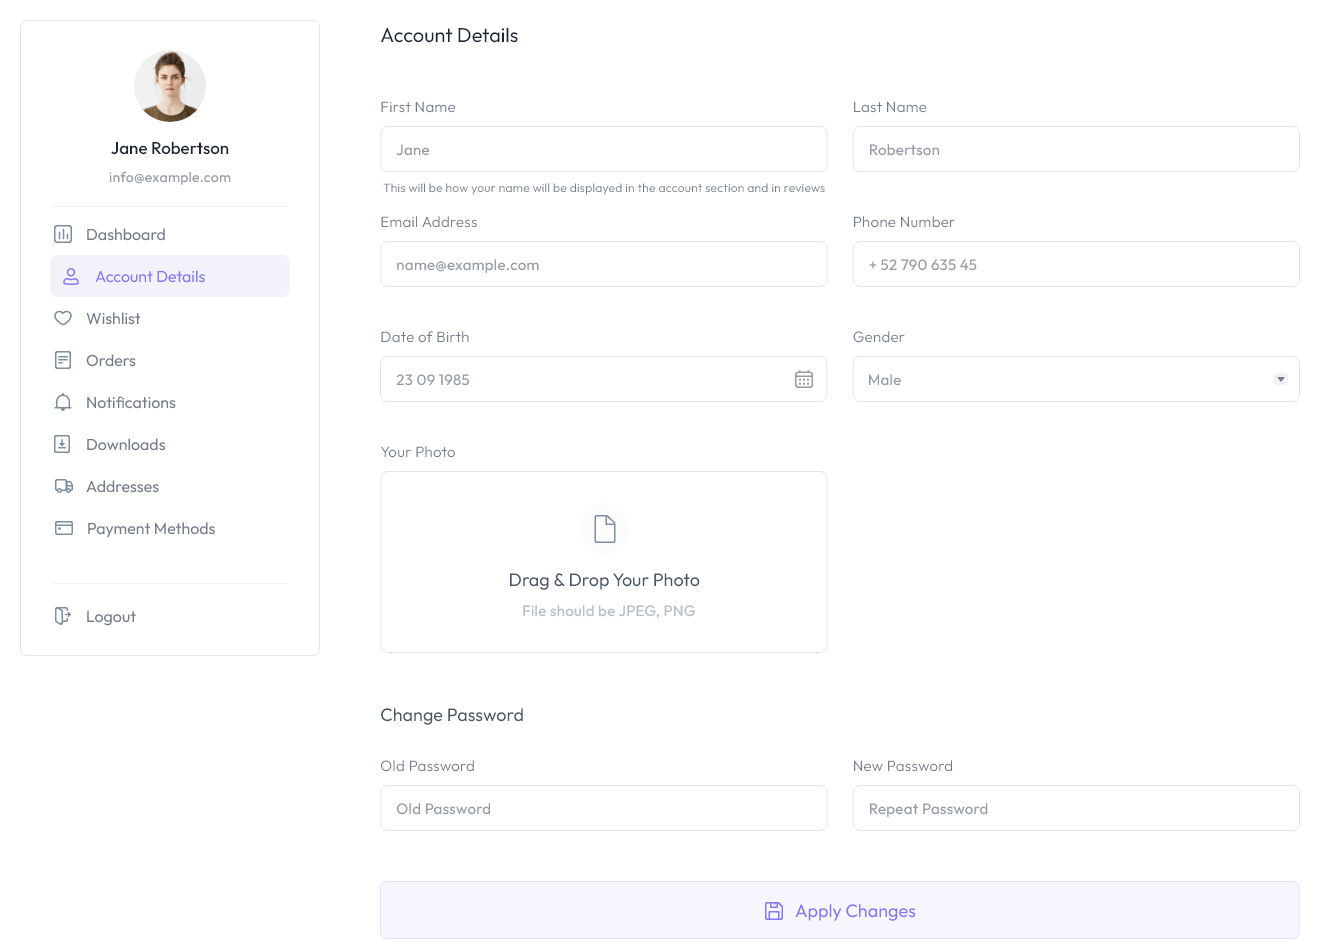 Jane Robertson
info@example.com
Dashboard
Account Details
Wishlist
Orders
Notifications
Downloads
Addresses
Payment Methods
Logout
Account Details
First Name
Last Name
Jane
Robertson
This will be how your name will be displayed in the account section and in reviews
Email Address
Phone Number
name@example.com
+ 52 790 635 45
Date of Birth
Gender
23 09 1985
Male
Your Photo
Drag & Drop Your Photo
File should be JPEG, PNG
Change Password
Old Password
New Password
Old Password
Repeat Password
Apply Changes